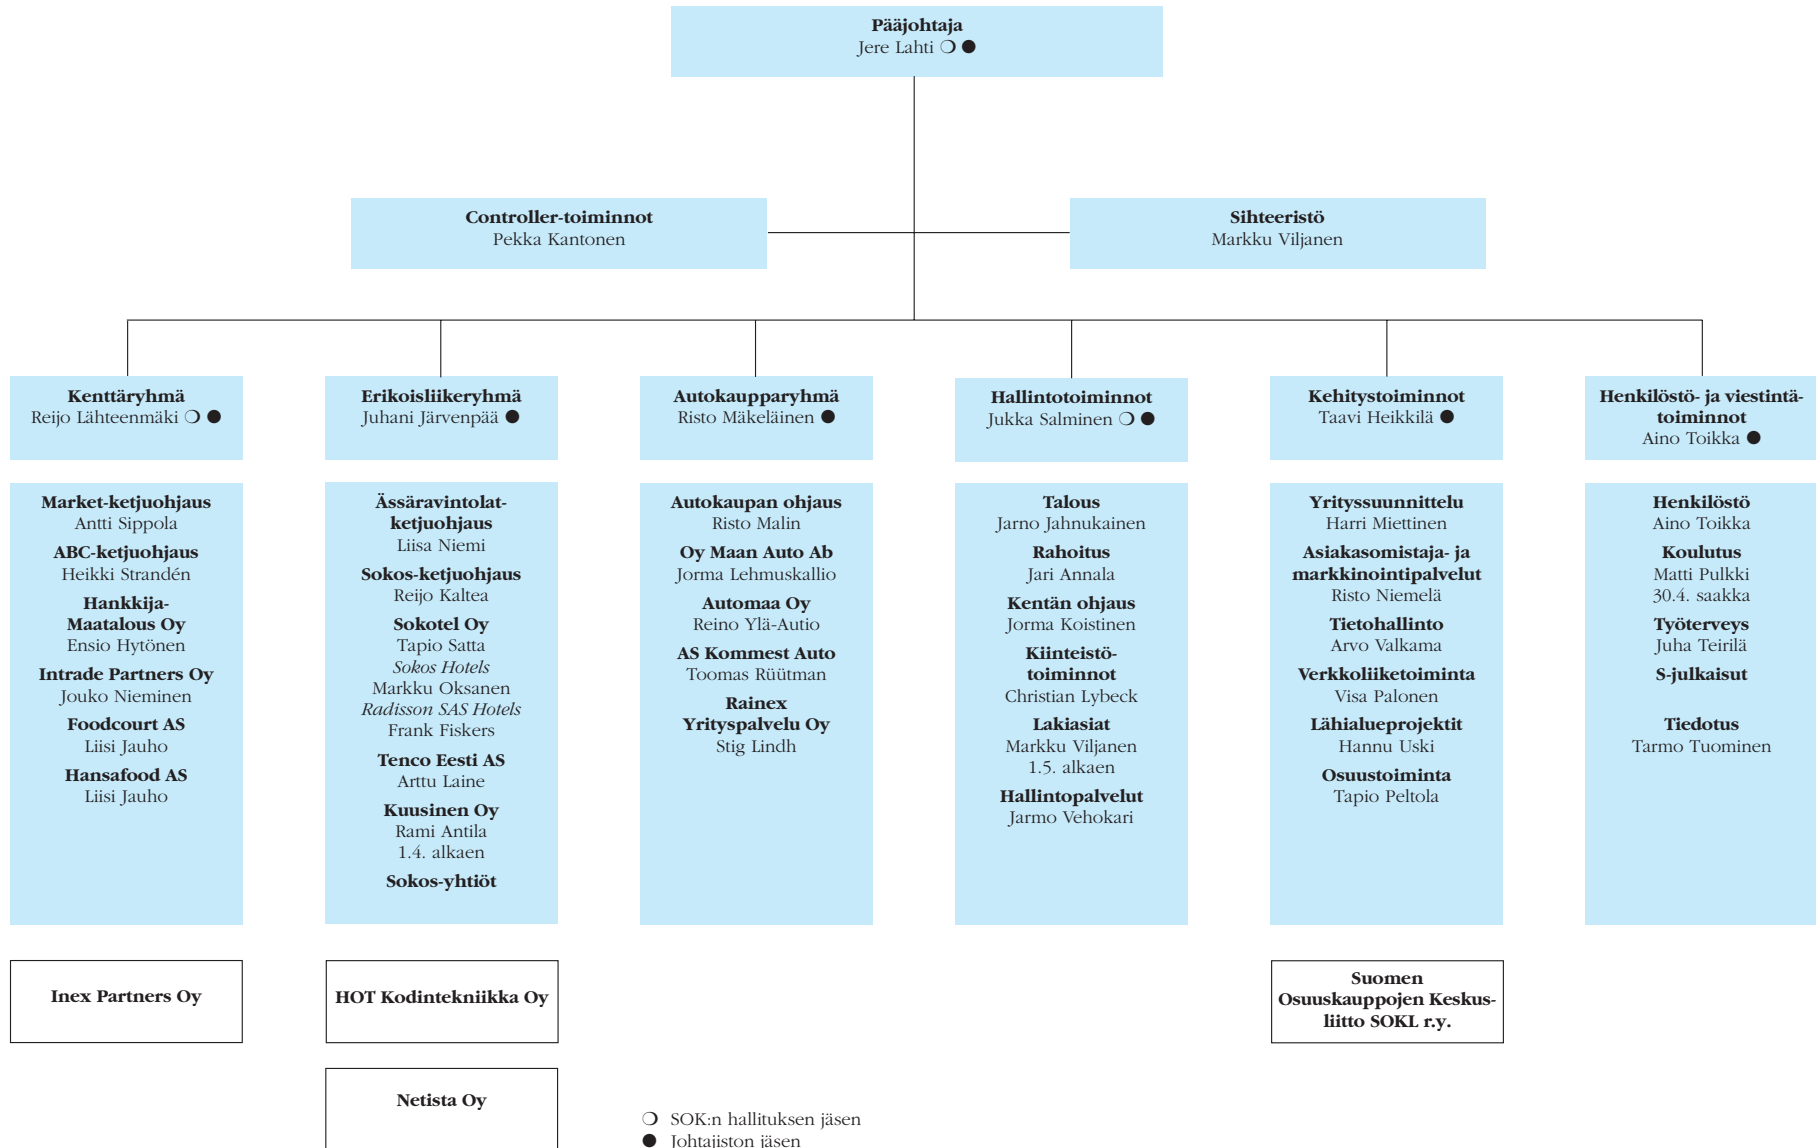 Pääjohtaja
Jere Lahti ❍ ●
Controller-toiminnot
Pekka Kantonen
Sihteeristö
Markku Viljanen
Kenttäryhmä
Reijo Lähteenmäki ❍ ●
Erikoisliikeryhmä
Juhani Järvenpää ●
Autokaupparyhmä
Risto Mäkeläinen ●
Hallintotoiminnot
Jukka Salminen ❍ ●
Kehitystoiminnot
Taavi Heikkilä ●
Henkilöstö- ja viestintä-
toiminnot
Aino Toikka ●
Market-ketjuohjaus
Antti Sippola
ABC-ketjuohjaus
Heikki Strandén
Hankkija-
Maatalous Oy
Ensio Hytönen
Intrade Partners Oy
Jouko Nieminen
Foodcourt AS
Liisi Jauho
Hansafood AS
Liisi Jauho
Ässäravintolat-
ketjuohjaus
Liisa Niemi
Sokos-ketjuohjaus
Reijo Kaltea
Sokotel Oy
Tapio Satta
Sokos Hotels
Markku Oksanen
Radisson SAS Hotels
Frank Fiskers
Tenco Eesti AS
Arttu Laine
Kuusinen Oy
Rami Antila
1.4. alkaen
Sokos-yhtiöt
Autokaupan ohjaus
Risto Malin
Oy Maan Auto Ab
Jorma Lehmuskallio
Automaa Oy
Reino Ylä-Autio
AS Kommest Auto
Toomas Rüütman
Rainex
Yrityspalvelu Oy
Stig Lindh
Talous
Jarno Jahnukainen
Rahoitus
Jari Annala
Kentän ohjaus
Jorma Koistinen
Kiinteistö-
toiminnot
Christian Lybeck
Lakiasiat
Markku Viljanen
1.5. alkaen
Hallintopalvelut
Jarmo Vehokari
Yrityssuunnittelu
Harri Miettinen
Asiakasomistaja- ja
markkinointipalvelut
Risto Niemelä
Tietohallinto
Arvo Valkama
Verkkoliiketoiminta
Visa Palonen
Lähialueprojektit
Hannu Uski
Osuustoiminta
Tapio Peltola
Henkilöstö
Aino Toikka
Koulutus
Matti Pulkki
30.4. saakka
Työterveys
Juha Teirilä
S-julkaisut
Tiedotus
Tarmo Tuominen
Inex Partners Oy
HOT Kodintekniikka Oy
Suomen
Osuuskauppojen Keskus-
liitto SOKL r.y.
Netista Oy
❍ SOK:n hallituksen jäsen
● Johtajiston jäsen